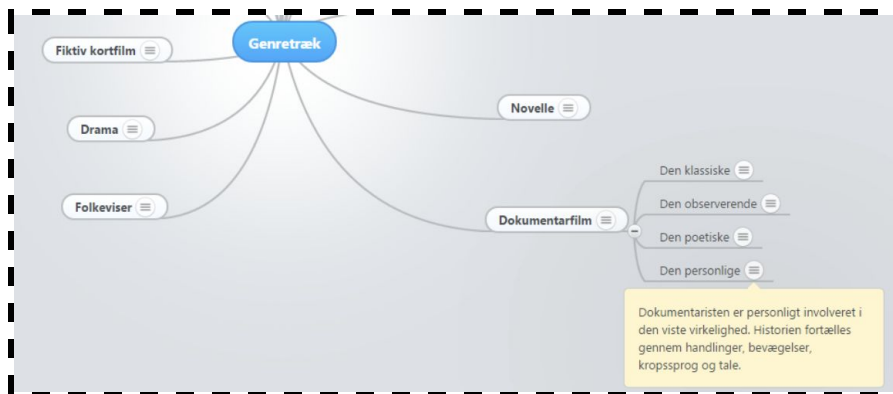 Genretræk
Fiktiv kortfilm
Novelle
Drama
Den klassiske
Folkeviser
Den observerende
Dokumentarfilm
Den poetiske
Den personlige
Dokumentaristen er personligt involveret i
den viste virkelighed. Historien fortælles
gennem handlinger, bevægelser,
kropssprog og tale.